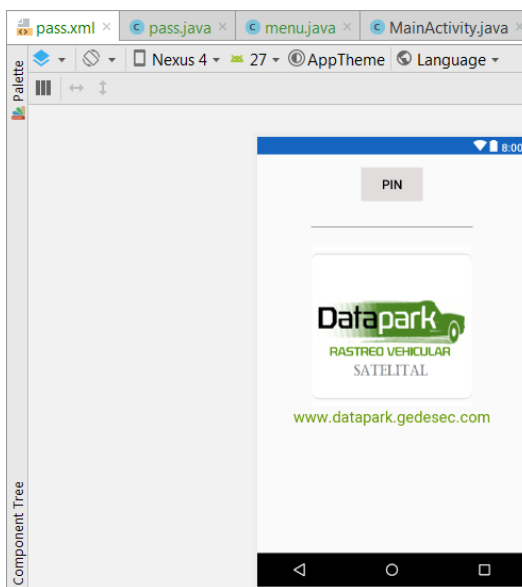 pass.xml × pass.java × menu.java × MainActivity.java ×
Nexus 4 27 AppTheme Language
Palette
8:00
PIN
Datapark
RASTREO VEHICULAR
SATELITAL
www.datapark.gedesec.com
Component Tree